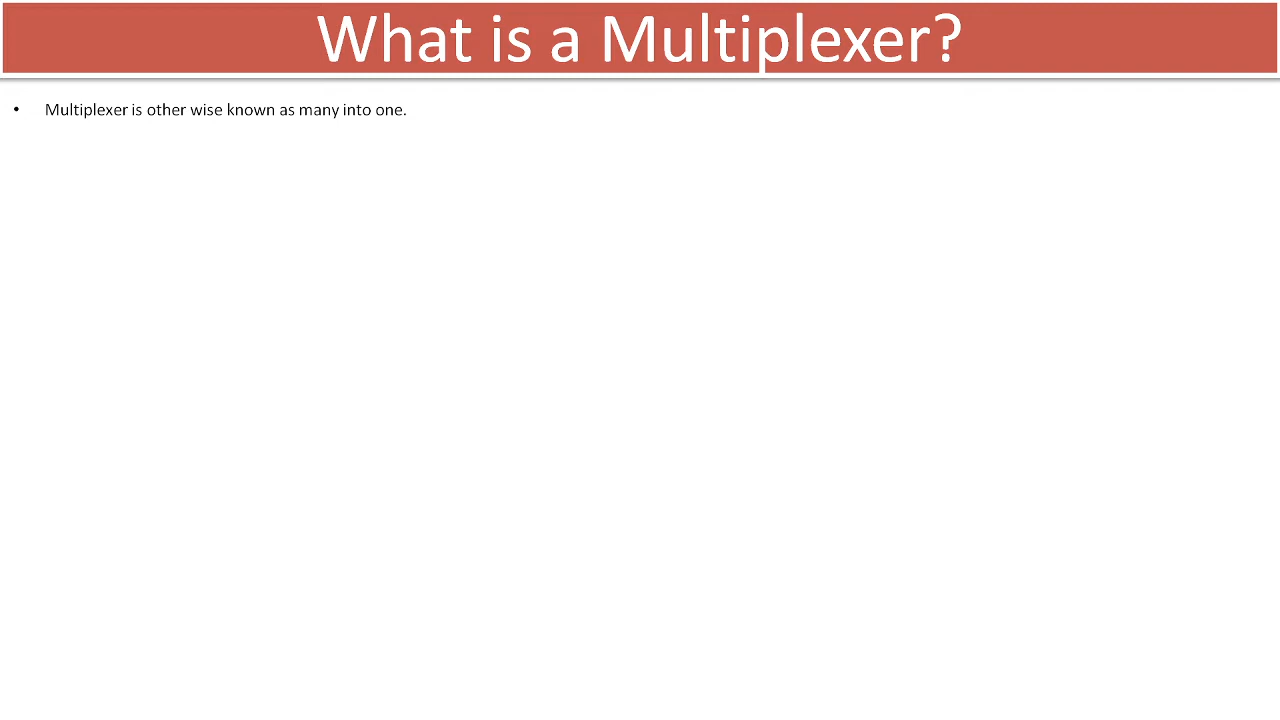 What is a Multiplexer?
• Multiplexer is other wise known as many into one.